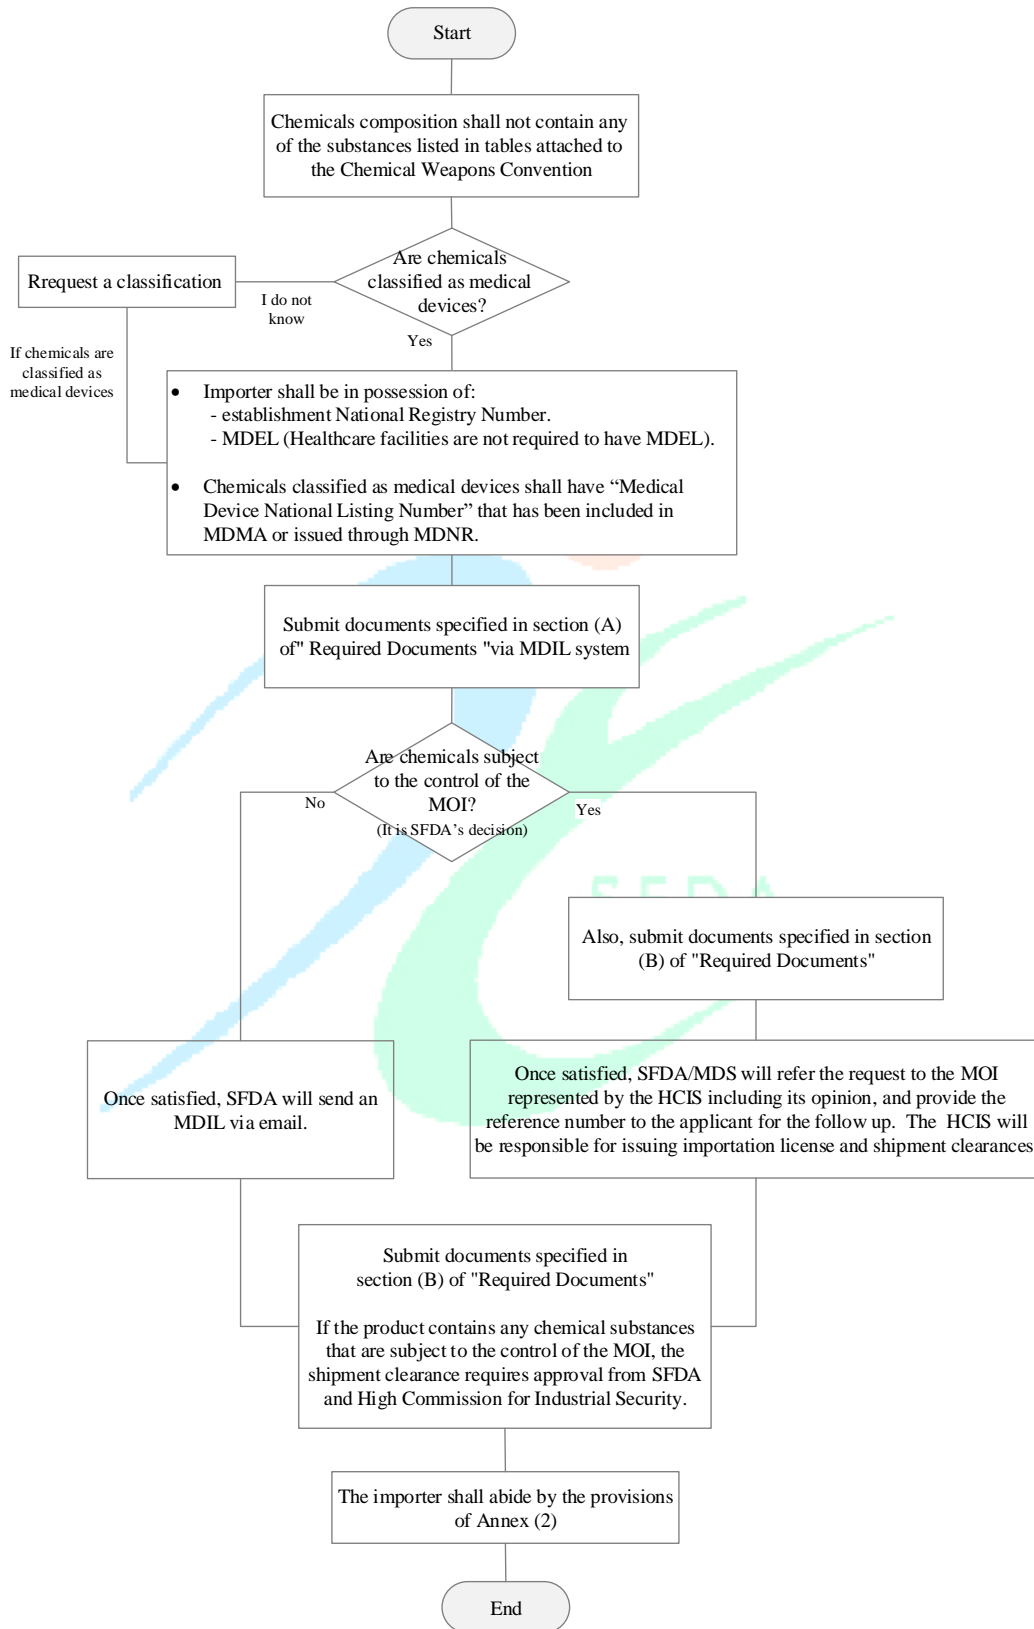 Start
Chemicals composition shall not contain any
of the substances listed in tables attached to
the Chemical Weapons Convention
Are chemicals
classified as medical
devices?
Rrequest a classification
I do not
know
Yes
If chemicals are
classified as
medical devices
• Importer shall be in possession of:
- establishment National Registry Number.
- MDEL (Healthcare facilities are not required to have MDEL).
• Chemicals classified as medical devices shall have “Medical
Device National Listing Number” that has been included in
MDMA or issued through MDNR.
Submit documents specified in section (A)
of" Required Documents "via MDIL system
Are chemicals subject
to the control of the
MOI?
(It is SFDA’s decision)
No
Yes
SFDA
Also, submit documents specified in section
(B) of "Required Documents"
Once satisfied, SFDA will send an
MDIL via email.
Once satisfied, SFDA/MDS will refer the request to the MOI
represented by the HCIS including its opinion, and provide the
reference number to the applicant for the follow up. The HCIS will
be responsible for issuing importation license and shipment clearances
Submit documents specified in
section (B) of "Required Documents"
If the product contains any chemical substances
that are subject to the control of the MOI, the
shipment clearance requires approval from SFDA
and High Commission for Industrial Security.
The importer shall abide by the provisions
of Annex (2)
End